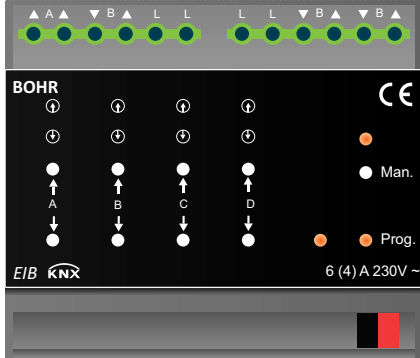 ▲ A ▲ ▼ B ▲ L L L L ▼ B ▲ ▼ B ▲
BOHR CE
Man.
A B C D
Prog.
EIB KNX 6 (4) A 230V ~